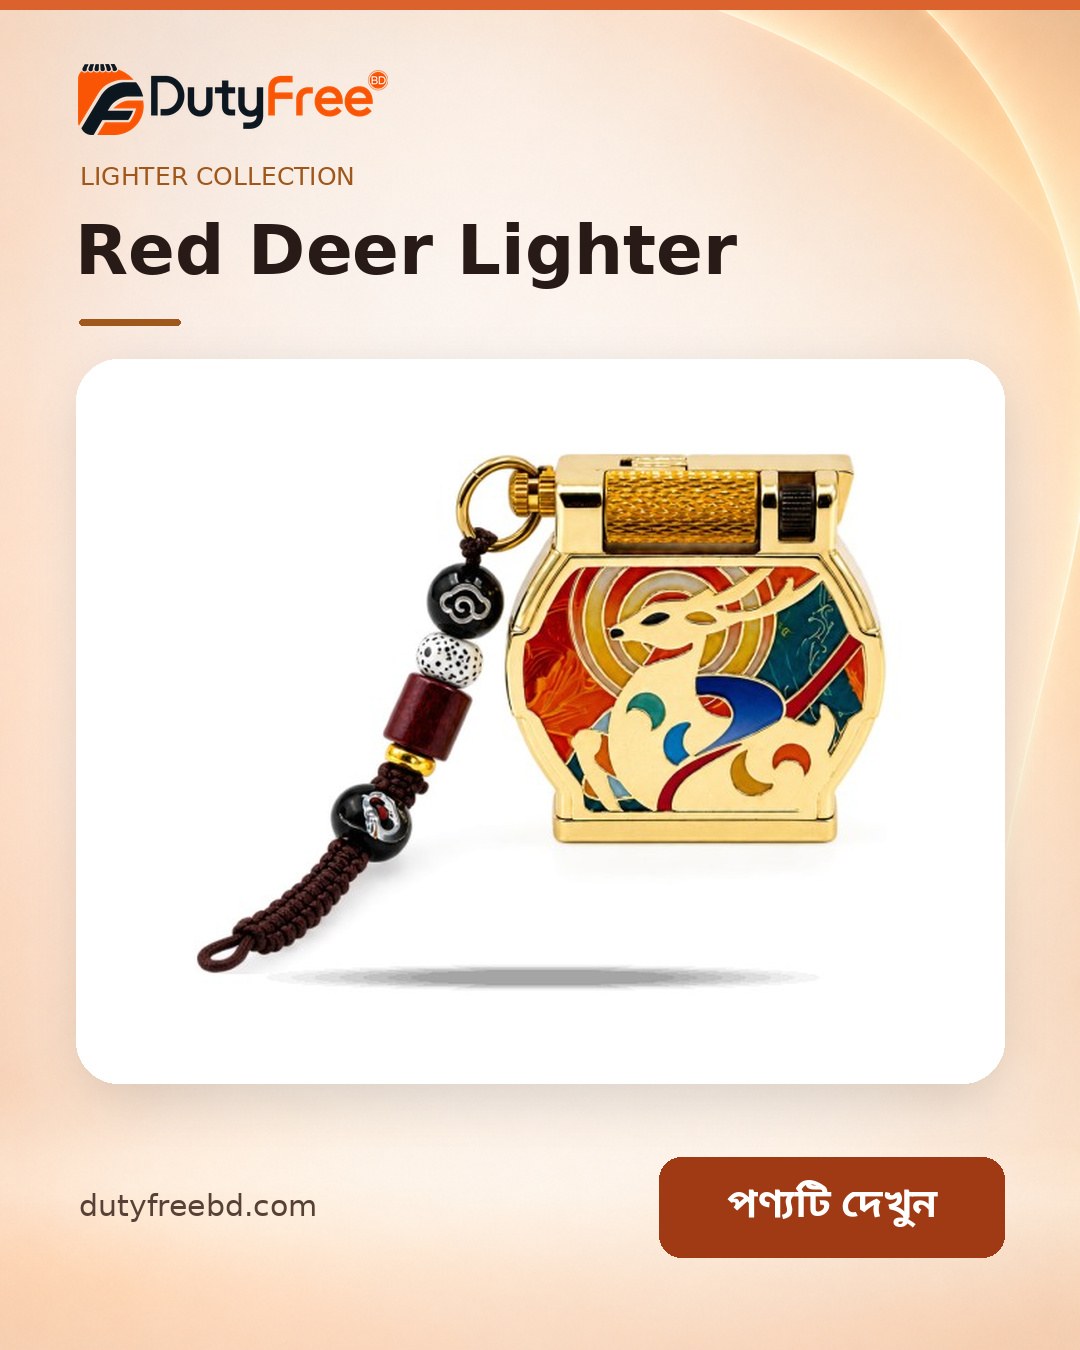 DutyFree BD
LIGHTER COLLECTION
Red Deer Lighter
dutyfreebd.com
পণ্যটি দেখুন